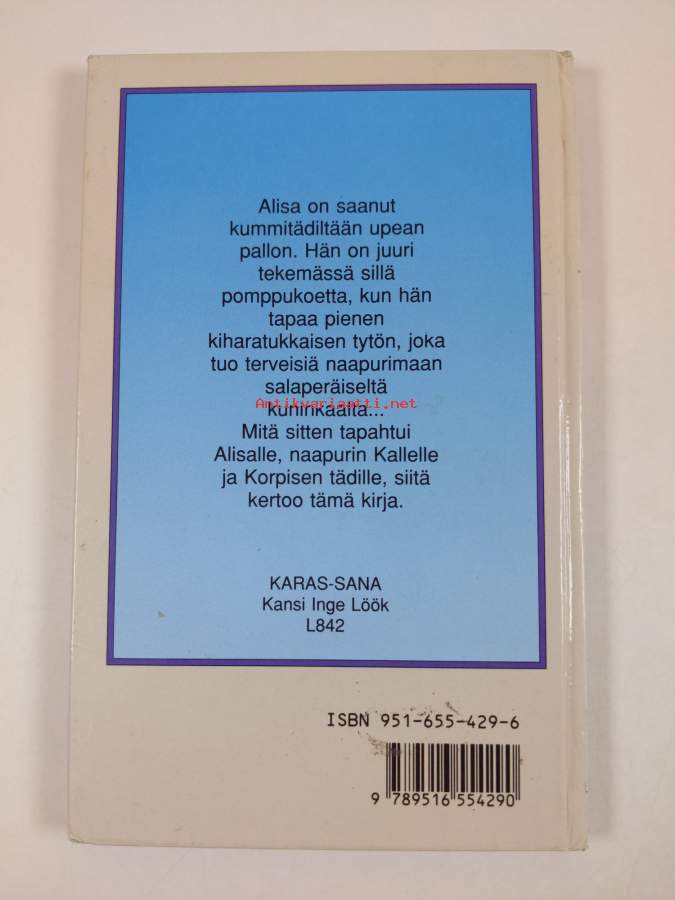 Alisa on saanut
kummitädiltään upean
pallon. Hän on juuri
tekemässä sillä
pomppukoetta, kun hän
tapaa pienen
kiharatukkaisen tytön, joka
tuo terveisiä naapurimaan
salaperäiseltä
Antikvariaatti.net
kuninkaalta...
Mitä sitten tapahtui
Alisalle, naapurin Kallelle
ja Korpisen tädille, siitä
kertoo tämä kirja.
KARAS-SANA
Kansi Inge Löök
L842
ISBN 951-655-429-6
9 789516 554290